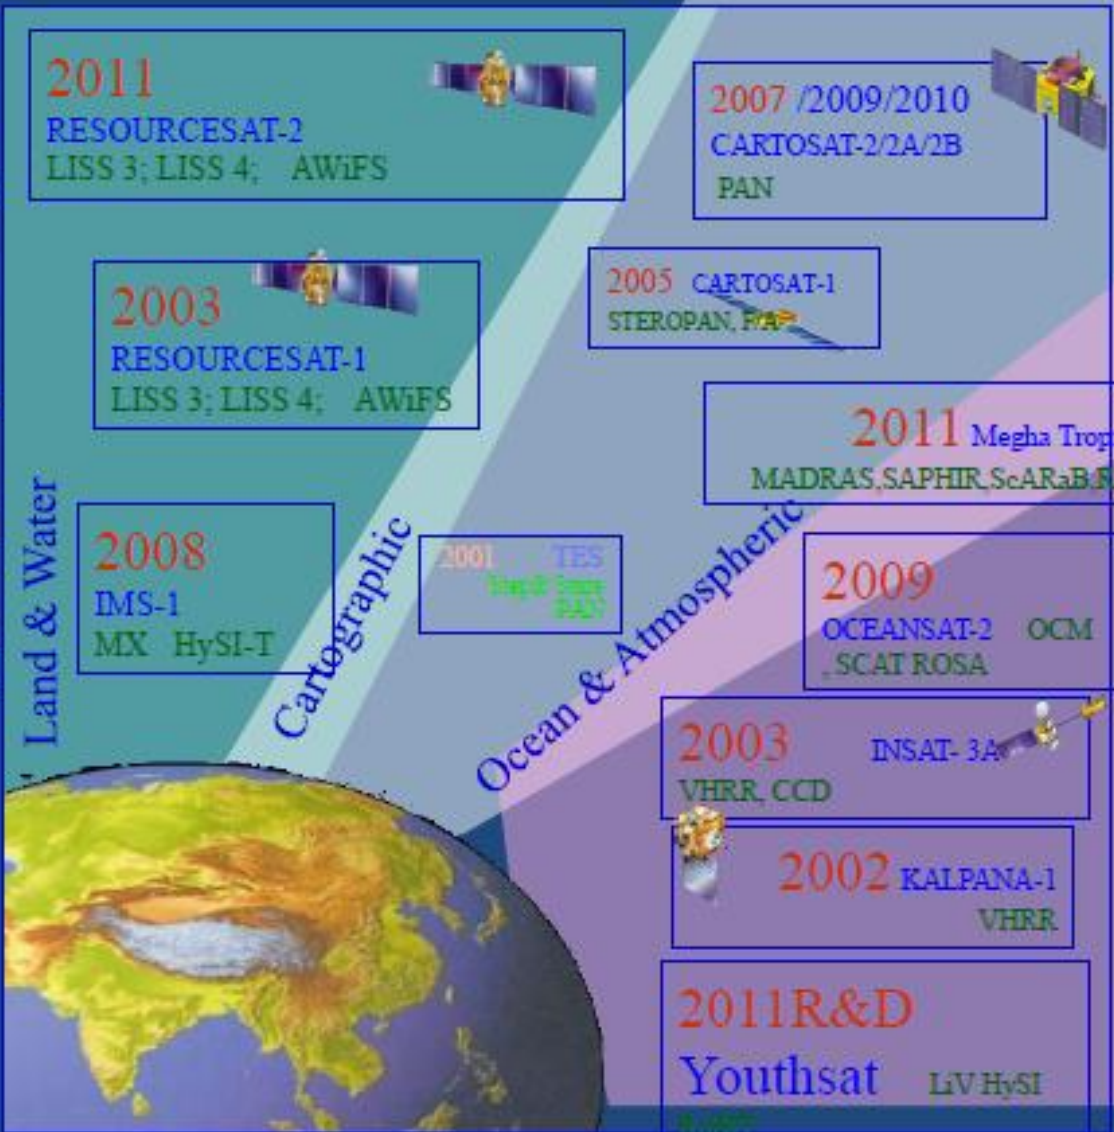 2011
RESOURCESAT-2
LISS 3; LISS 4; AWiFS
2007 /2009/2010
CARTOSAT-2/2A/2B
PAN
2003
RESOURCESAT-1
LISS 3; LISS 4; AWiFS
2005 CARTOSAT-1
STEROPAN, F/A
2011 Megha Trop
MADRAS,SAPHIR,ScARaB,R
Land & Water
2008
IMS-1
MX HySI-T
Cartographic
2001 TES
PAN
Ocean & Atmospheric
2009
OCEANSAT-2 OCM
, SCAT ROSA
2003 INSAT- 3A
VHRR, CCD
2002 KALPANA-1
VHRR
2011R&D
Youthsat LiV HySI